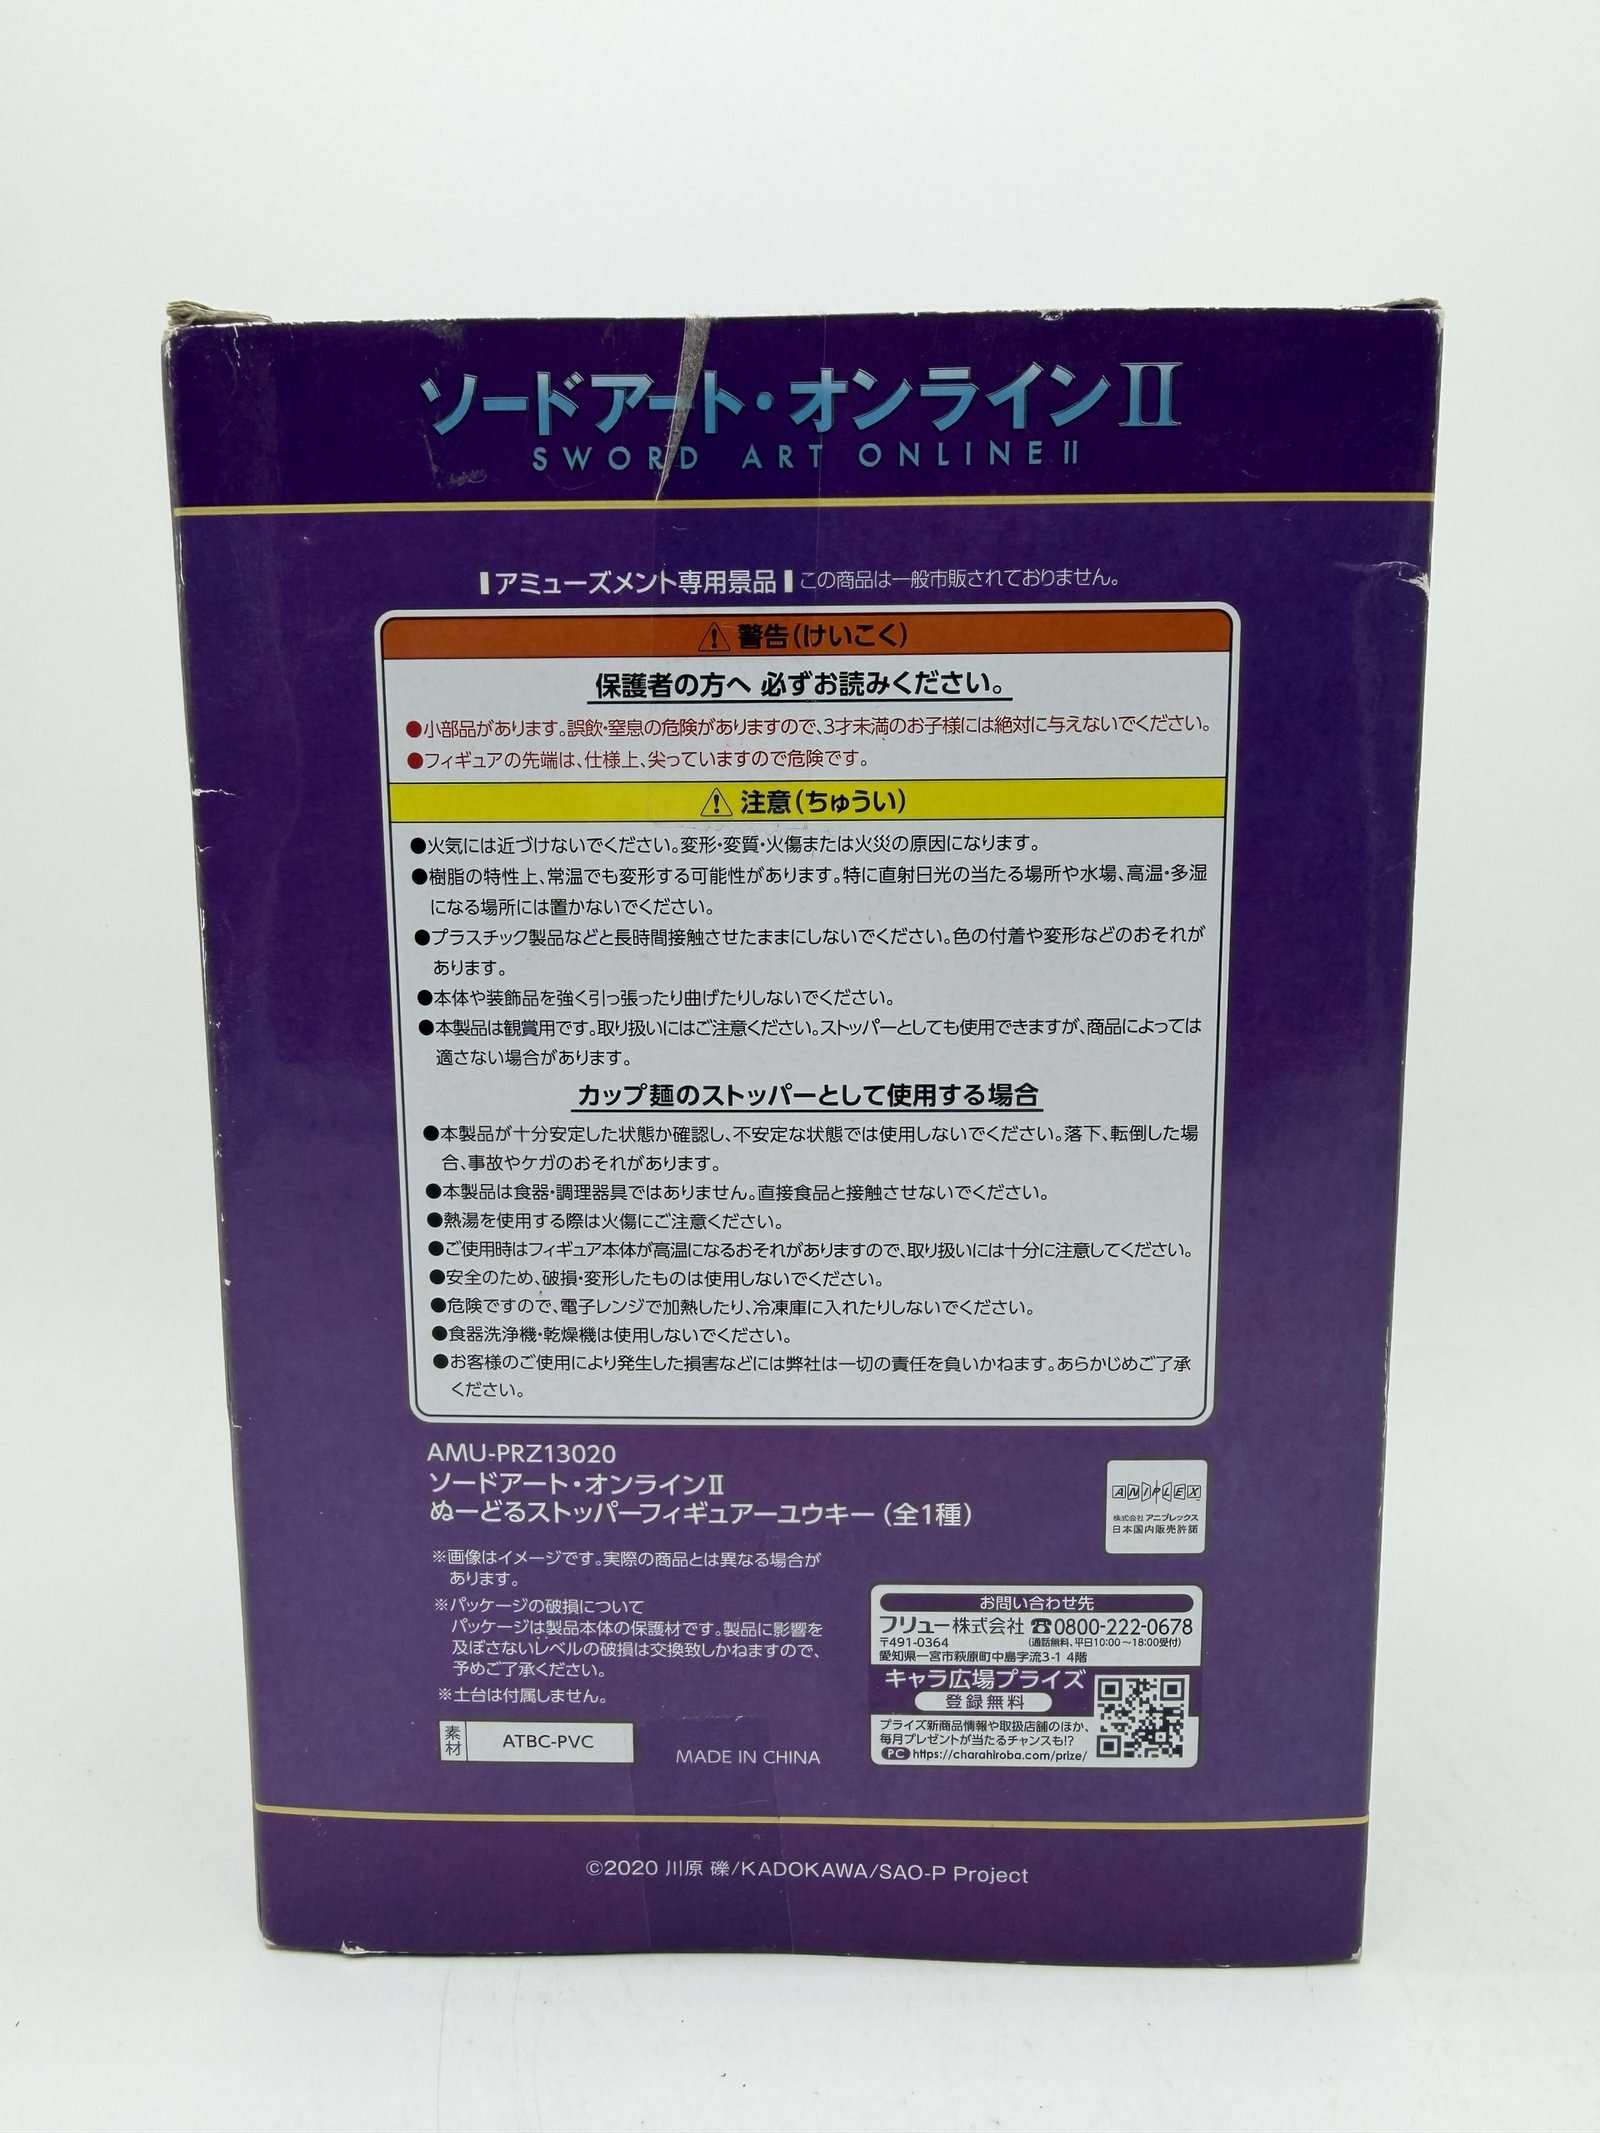 ソードアート・オンラインⅡ
SWORD ART ONLINE II
アミューズメント専用景品 この商品は一般市販されておりません。
⚠ 警告(けいこく)
保護者の方へ 必ずお読みください。
●小部品があります。誤飲・窒息の危険がありますので、3才未満のお子様には絶対に与えないでください。
●フィギュアの先端は、仕様上、尖っていますので危険です。
⚠ 注意(ちゅうい)
●火気には近づけないでください。変形・変質・火傷または火災の原因になります。
●樹脂の特性上、常温でも変形する可能性があります。特に直射日光の当たる場所や水場、高温・多湿
になる場所には置かないでください。
●プラスチック製品などと長時間接触させたままにしないでください。色の付着や変形などのおそれが
あります。
●本体や装飾品を強く引っ張ったり曲げたりしないでください。
●本製品は観賞用です。取り扱いにはご注意ください。ストッパーとしても使用できますが、商品によっては
適さない場合があります。
カップ麺のストッパーとして使用する場合
●本製品が十分安定した状態か確認し、不安定な状態では使用しないでください。落下、転倒した場
合、事故やケガのおそれがあります。
●本製品は食器・調理器具ではありません。直接食品と接触させないでください。
●熱湯を使用する際は火傷にご注意ください。
●ご使用時はフィギュア本体が高温になるおそれがありますので、取り扱いには十分に注意してください。
●安全のため、破損・変形したものは使用しないでください。
●危険ですので、電子レンジで加熱したり、冷凍庫に入れたりしないでください。
●食器洗浄機・乾燥機は使用しないでください。
●お客様のご使用により発生した損害などには弊社は一切の責任を負いかねます。あらかじめご了承
ください。
AMU-PRZ13020
ソードアート・オンラインⅡ
ぬーどるストッパーフィギュアーユウキー(全1種)
ANIPLEX
株式会社 アニプレックス
日本国内販売許諾
※画像はイメージです。実際の商品とは異なる場合が
あります。
※パッケージの破損について
パッケージは製品本体の保護材です。製品に影響を
及ぼさないレベルの破損は交換致しかねますので、
予めご了承ください。
※土台は付属しません。
素材 ATBC-PVC
MADE IN CHINA
お問い合わせ先
フリュー株式会社 ☎0800-222-0678
〒491-0364 (通話無料、平日10:00～18:00受付)
愛知県一宮市萩原町中島字流3-1 4階
キャラ広場プライズ
登録無料
プライズ新商品情報や取扱店舗のほか、
毎月プレゼントが当たるチャンスも!?
PC https://charahiroba.com/prize/
©2020 川原 礫/KADOKAWA/SAO-P Project